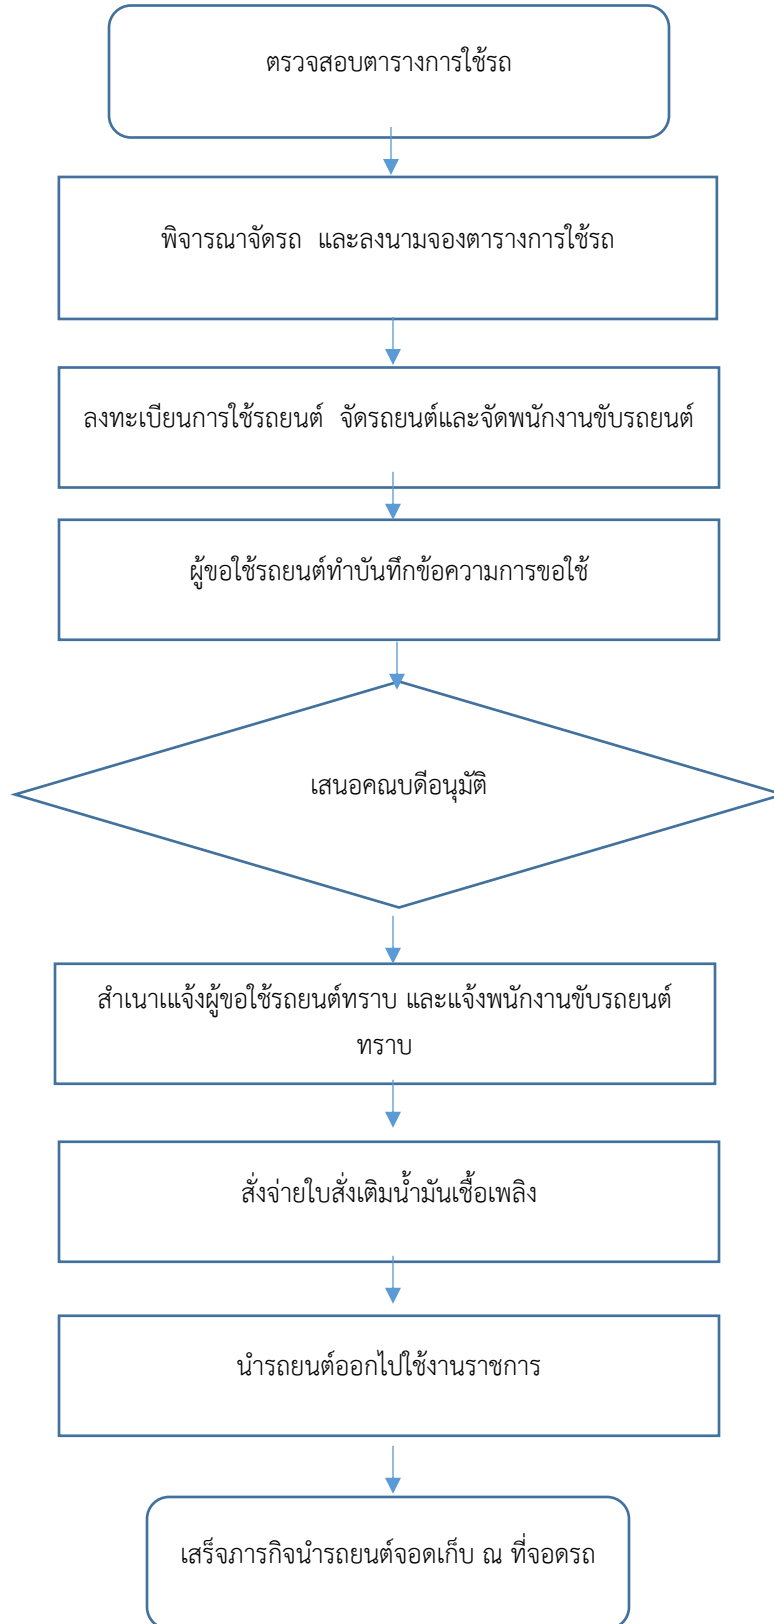 ตรวจสอบตารางการใช้รถ
พิจารณาจัดรถ และลงนามจองตารางการใช้รถ
ลงทะเบียนการใช้รถยนต์ จัดรถยนต์และจัดพนักงานขับรถยนต์
ผู้ขอใช้รถยนต์ทำบันทึกข้อความการขอใช้
เสนอคณบดีอนุมัติ
สำเนาแจ้งผู้ขอใช้รถยนต์ทราบ และแจ้งพนักงานขับรถยนต์
ทราบ
สั่งจ่ายใบสั่งเติมน้ำมันเชื้อเพลิง
นำรถยนต์ออกไปใช้งานราชการ
เสร็จภารกิจนำรถยนต์จอดเก็บ ณ ที่จอดรถ